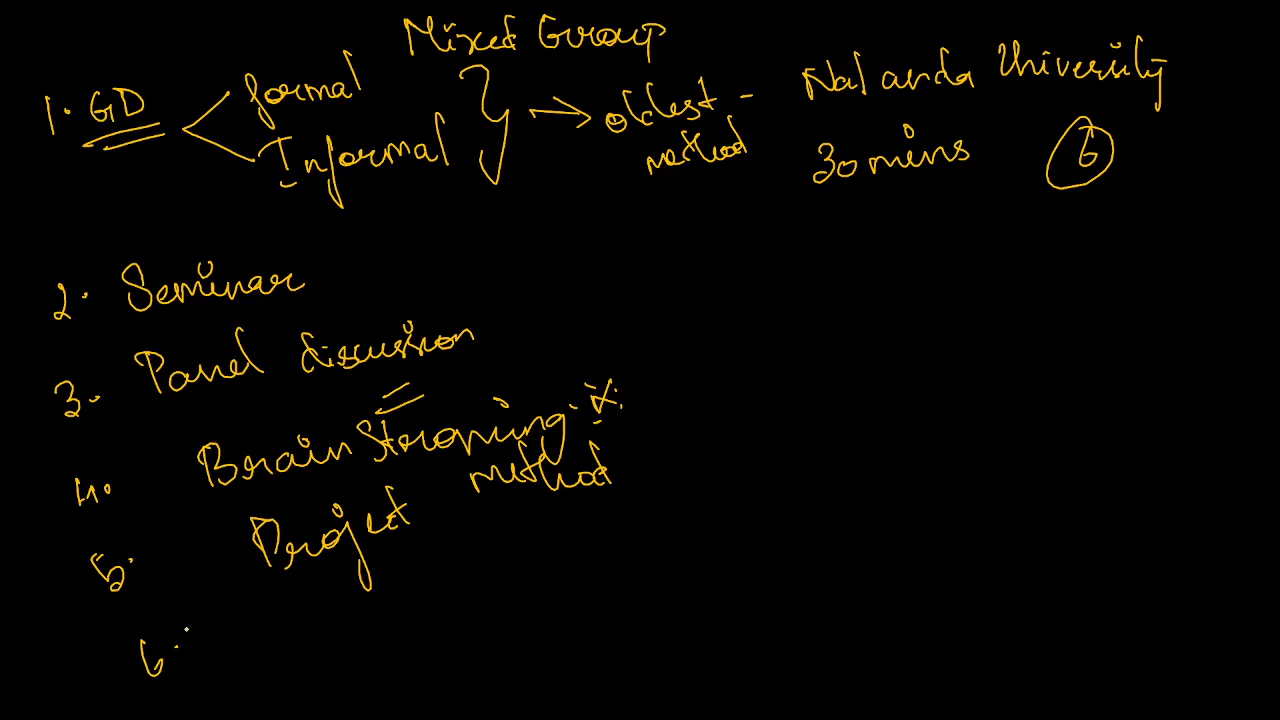 Mixed Group
1. GD formal Informal → oldest - method Nalanda University 30 mins 6
2. Seminar
3. Panel discussion
4. Brain Storming
5. Project method
6.